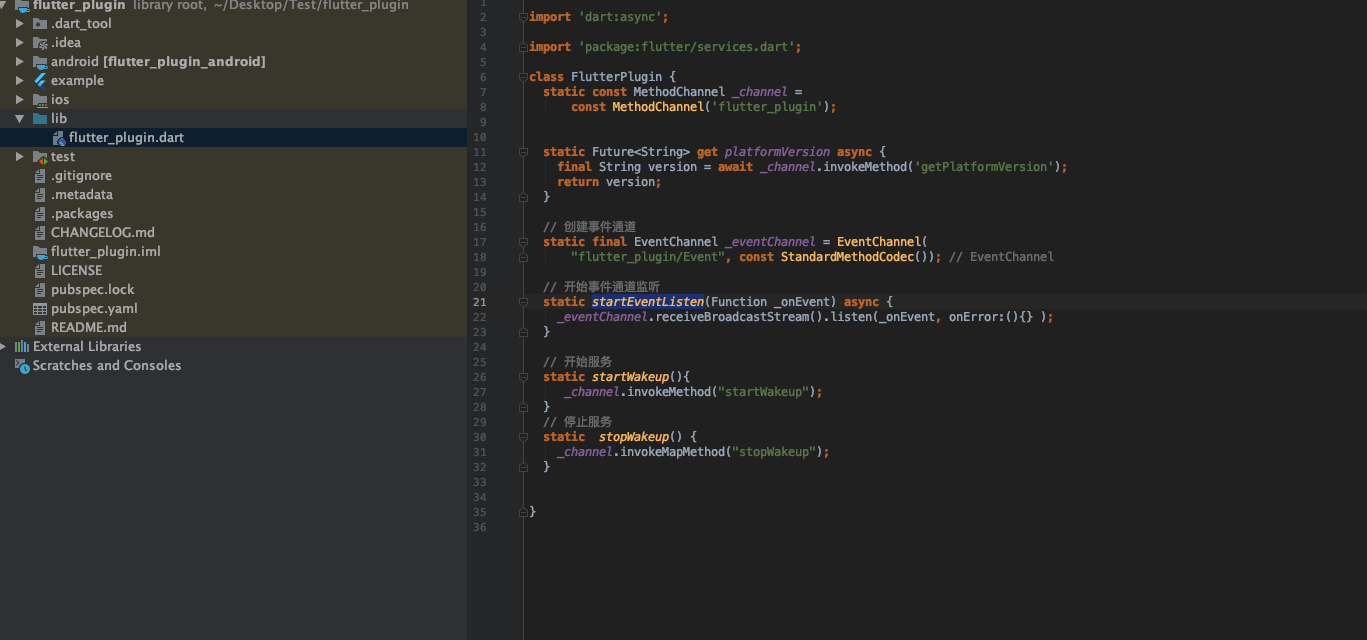 flutter_plugin library root, ~/Desktop/Test/flutter_plugin
.dart_tool
.idea
android [flutter_plugin_android]
example
ios
lib
flutter_plugin.dart
test
.gitignore
.metadata
.packages
CHANGELOG.md
flutter_plugin.iml
LICENSE
pubspec.lock
pubspec.yaml
README.md
External Libraries
Scratches and Consoles
1
2 import 'dart:async';
3
4 import 'package:flutter/services.dart';
5
6 class FlutterPlugin {
7 static const MethodChannel _channel =
8 const MethodChannel('flutter_plugin');
9
10
11 static Future<String> get platformVersion async {
12 final String version = await _channel.invokeMethod('getPlatformVersion');
13 return version;
14 }
15
16 // 创建事件通道
17 static final EventChannel _eventChannel = EventChannel(
18 "flutter_plugin/Event", const StandardMethodCodec()); // EventChannel
19
20 // 开始事件通道监听
21 static startEventListen(Function _onEvent) async {
22 _eventChannel.receiveBroadcastStream().listen(_onEvent, onError:(){} );
23 }
24
25 // 开始服务
26 static startWakeup(){
27 _channel.invokeMethod("startWakeup");
28 }
29 // 停止服务
30 static stopWakeup() {
31 _channel.invokeMapMethod("stopWakeup");
32 }
33
34
35 }
36